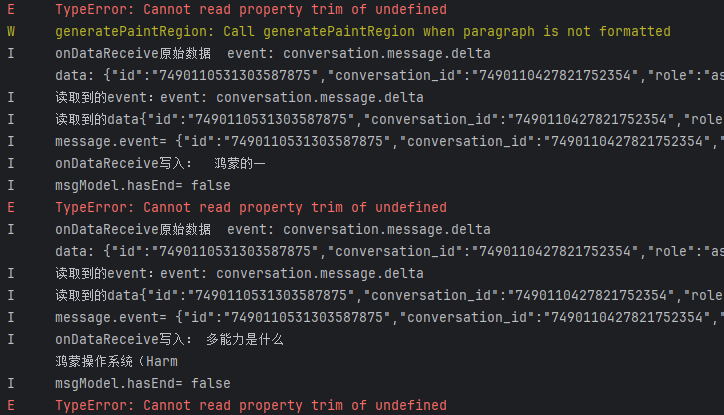 E TypeError: Cannot read property trim of undefined
W generatePaintRegion: Call generatePaintRegion when paragraph is not formatted
I onDataReceive原始数据 event: conversation.message.delta
data: {"id":"7490110531303587875","conversation_id":"7490110427821752354","role":"as
I 读取到的event：event: conversation.message.delta
I 读取到的data{"id":"7490110531303587875","conversation_id":"7490110427821752354","role
I message.event= {"id":"7490110531303587875","conversation_id":"7490110427821752354","
I onDataReceive写入： 鸿蒙的一
I msgModel.hasEnd= false
E TypeError: Cannot read property trim of undefined
I onDataReceive原始数据 event: conversation.message.delta
data: {"id":"7490110531303587875","conversation_id":"7490110427821752354","role":"as
I 读取到的event：event: conversation.message.delta
I 读取到的data{"id":"7490110531303587875","conversation_id":"7490110427821752354","role
I message.event= {"id":"7490110531303587875","conversation_id":"7490110427821752354","
I onDataReceive写入： 多能力是什么
鸿蒙操作系统（Harm
I msgModel.hasEnd= false
E TypeError: Cannot read property trim of undefined